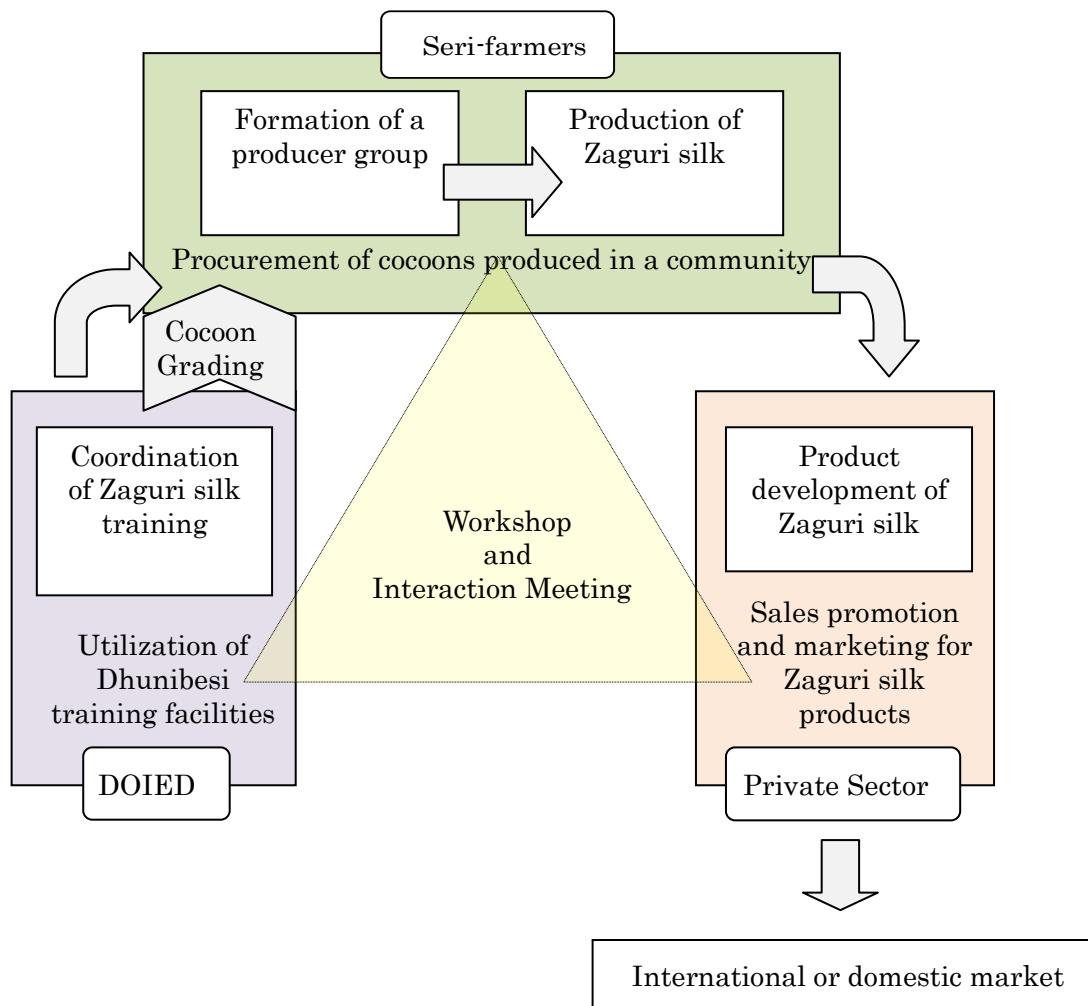 Seri-farmers
Formation of a
producer group
Production of
Zaguri silk
Procurement of cocoons produced in a community
Cocoon
Grading
Coordination
of Zaguri silk
training
Utilization of
Dhunibesi
training facilities
DOIED
Workshop
and
Interaction Meeting
Product
development of
Zaguri silk
Sales promotion
and marketing for
Zaguri silk
products
Private Sector
International or domestic market